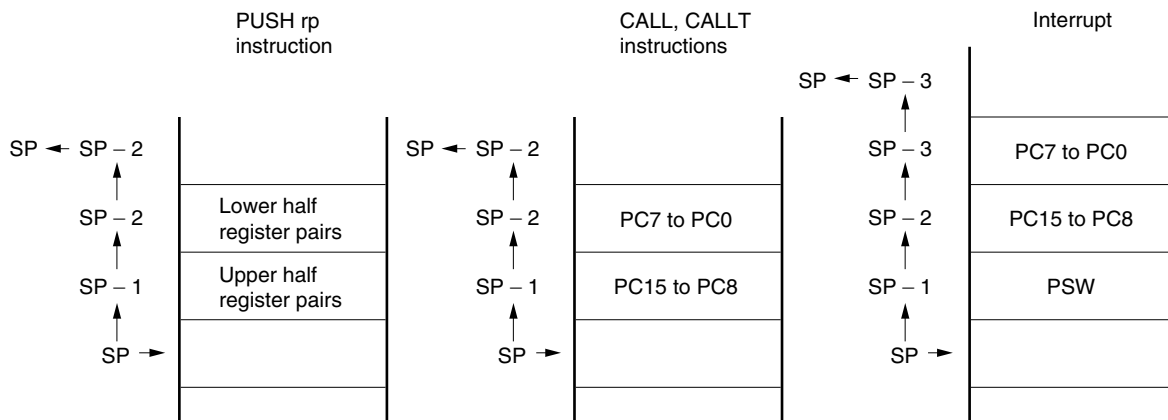 PUSH rp
instruction
SP SP – 2
SP – 2
Lower half
register pairs
SP – 1
Upper half
register pairs
SP
CALL, CALLT
instructions
SP SP – 2
SP – 2
PC7 to PC0
SP – 1
PC15 to PC8
SP
Interrupt
SP SP – 3
SP – 3
PC7 to PC0
SP – 2
PC15 to PC8
SP – 1
PSW
SP